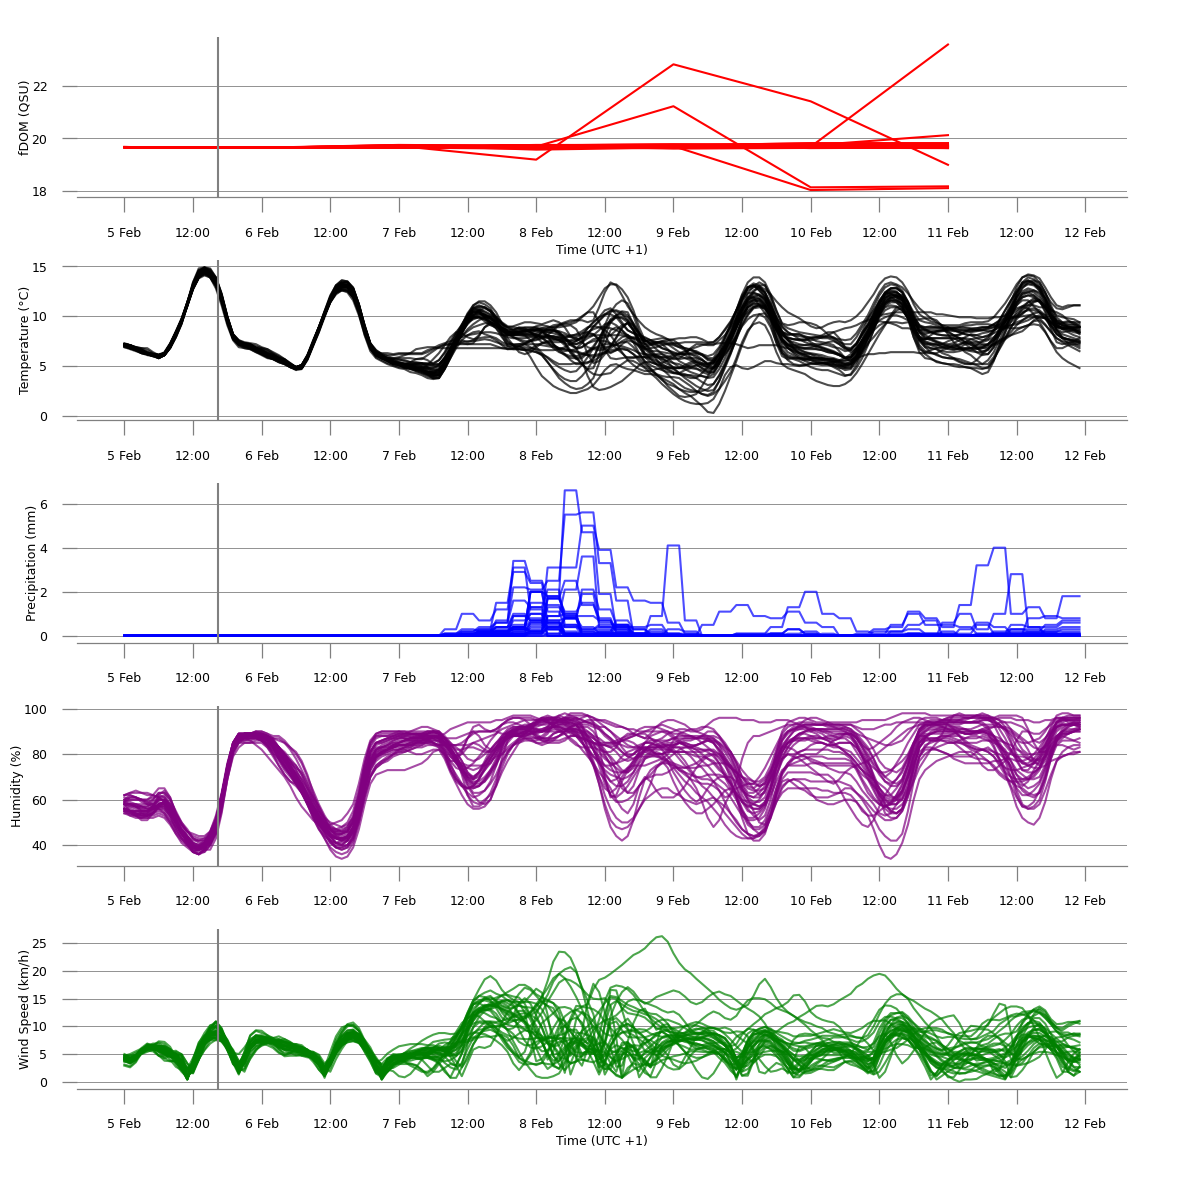 fDOM (QSU)
22
20
18
5 Feb 12:00 6 Feb 12:00 7 Feb 12:00 8 Feb 12:00 9 Feb 12:00 10 Feb 12:00 11 Feb 12:00 12 Feb
Time (UTC +1)
Temperature (°C)
15
10
5
0
5 Feb 12:00 6 Feb 12:00 7 Feb 12:00 8 Feb 12:00 9 Feb 12:00 10 Feb 12:00 11 Feb 12:00 12 Feb
Precipitation (mm)
6
4
2
0
5 Feb 12:00 6 Feb 12:00 7 Feb 12:00 8 Feb 12:00 9 Feb 12:00 10 Feb 12:00 11 Feb 12:00 12 Feb
Humidity (%)
100
80
60
40
5 Feb 12:00 6 Feb 12:00 7 Feb 12:00 8 Feb 12:00 9 Feb 12:00 10 Feb 12:00 11 Feb 12:00 12 Feb
Wind Speed (km/h)
25
20
15
10
5
0
5 Feb 12:00 6 Feb 12:00 7 Feb 12:00 8 Feb 12:00 9 Feb 12:00 10 Feb 12:00 11 Feb 12:00 12 Feb
Time (UTC +1)